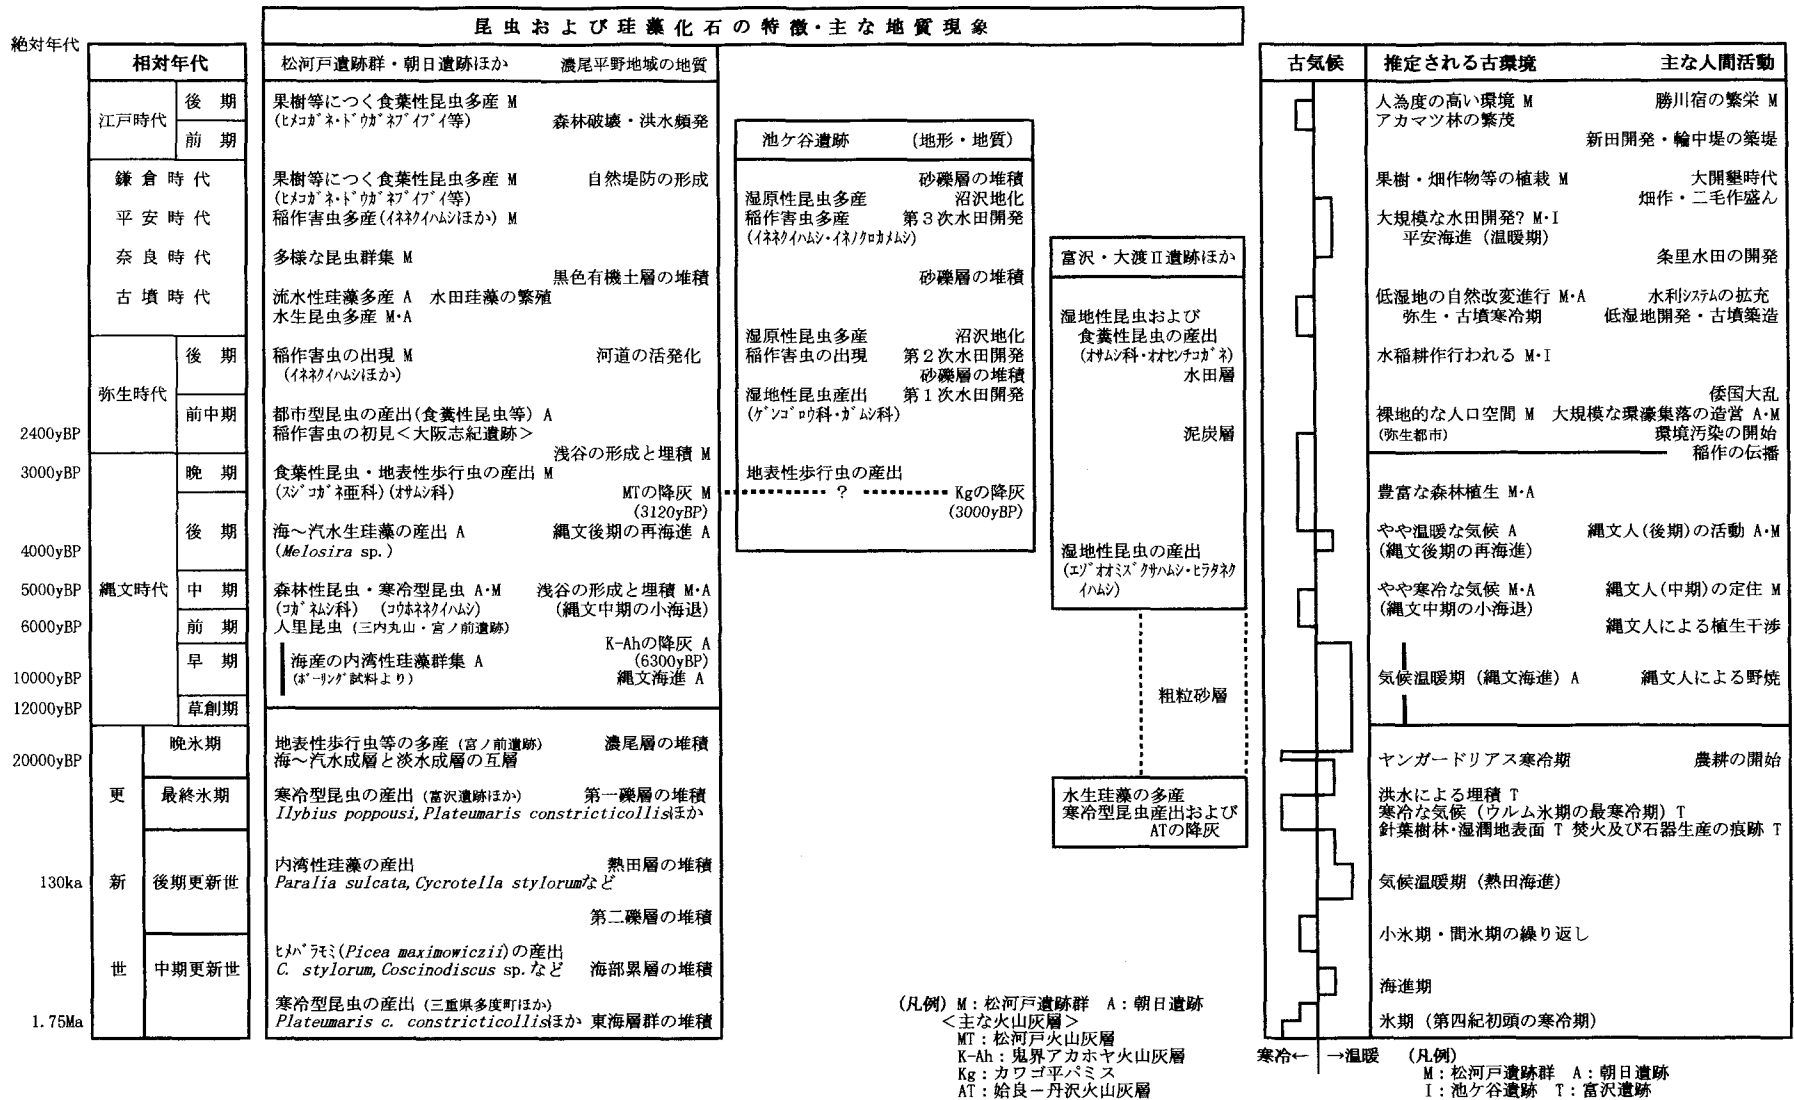 昆虫および珪藻化石の特徴・主な地質現象
絶対年代
相対年代
江戸時代
後 期
前 期
鎌倉時代
平安時代
奈良時代
古墳時代
弥生時代
後 期
前中期
2400yBP
縄文時代
3000yBP
晩 期
後 期
4000yBP
5000yBP
中 期
6000yBP
前 期
早 期
10000yBP
12000yBP
草創期
更新世
晩氷期
20000yBP
最終氷期
130ka
後期更新世
中期更新世
1.75Ma
松河戸遺跡群・朝日遺跡ほか 濃尾平野地域の地質
果樹等につく食葉性昆虫多産 M
(ﾋﾒｺｶﾞﾈ・ﾄﾞｳｶﾞﾈﾌﾞｲﾌﾞｲ等) 森林破壊・洪水頻発
果樹等につく食葉性昆虫多産 M 自然堤防の形成
(ﾋﾒｺｶﾞﾈ・ﾄﾞｳｶﾞﾈﾌﾞｲﾌﾞｲ等)
稲作害虫多産(ｲﾈﾈｸｲﾊﾑｼほか) M
多様な昆虫群集 M
黒色有機土層の堆積
流水性珪藻多産 A 水田珪藻の繁殖
水生昆虫多産 M・A
稲作害虫の出現 M 河道の活発化
(ｲﾈﾈｸｲﾊﾑｼほか)
都市型昆虫の産出(食糞性昆虫等) A
稲作害虫の初見＜大阪志紀遺跡＞
浅谷の形成と埋積 M
食葉性昆虫・地表性歩行虫の産出 M
(ｽｼﾞｺｶﾞﾈ亜科)(ｵｻﾑｼ科) MTの降灰 M
(3120yBP)
海～汽水生珪藻の産出 A 縄文後期の再海進 A
(Melosira sp.)
森林性昆虫・寒冷型昆虫 A・M 浅谷の形成と埋積 M・A
(ｺｶﾞﾈﾑｼ科) (ｺｳﾎﾈﾈｸｲﾊﾑｼ) (縄文中期の小海退)
人里昆虫 (三内丸山・宮ノ前遺跡)
K-Ahの降灰 A
海産の内湾性珪藻群集 A (6300yBP)
(ﾎﾞｰﾘﾝｸﾞ試料より) 縄文海進 A
地表性歩行虫等の多産 (宮ノ前遺跡) 濃尾層の堆積
海～汽水成層と淡水成層の互層
寒冷型昆虫の産出 (富沢遺跡ほか) 第一礫層の堆積
Ilybius poppousi, Plateumaris constricticollisほか
内湾性珪藻の産出 熱田層の堆積
Paralia sulcata, Cycrotella stylorumなど
第二礫層の堆積
ﾋﾒﾊﾞﾗﾓﾐ(Picea maximowiczii)の産出
C. stylorum, Coscinodiscus sp.など 海部累層の堆積
寒冷型昆虫の産出 (三重県多度町ほか)
Plateumaris c. constricticollisほか 東海層群の堆積
池ケ谷遺跡 (地形・地質)
砂礫層の堆積
湿原性昆虫多産 沼沢地化
稲作害虫多産 第３次水田開発
(ｲﾈﾈｸｲﾊﾑｼ・ｲﾈﾉｸﾛｶﾒﾑｼ)
砂礫層の堆積
湿原性昆虫多産 沼沢地化
稲作害虫の出現 第２次水田開発
砂礫層の堆積
湿地性昆虫産出 第１次水田開発
(ｹﾞﾝｺﾞﾛｳ科・ｶﾞﾑｼ科)
地表性歩行虫の産出
? Kgの降灰
(3000yBP)
富沢・大渡Ⅱ遺跡ほか
湿地性昆虫および
食糞性昆虫の産出
(ｵｻﾑｼ科・ｵｵｾﾝﾁｺｶﾞﾈ)
水田層
泥炭層
湿地性昆虫の産出
(ｴｿﾞｵｵﾐｽﾞｸｻﾊﾑｼ・ﾋﾗﾀﾈｸ
ｲﾊﾑｼ)
粗粒砂層
水生珪藻の多産
寒冷型昆虫産出および
ATの降灰
古気候 推定される古環境 主な人間活動
人為度の高い環境 M 勝川宿の繁栄 M
アカマツ林の繁茂
新田開発・輪中堤の築堤
果樹・畑作物等の植栽 M 大開墾時代
畑作・二毛作盛ん
大規模な水田開発? M・I
平安海進 (温暖期)
条里水田の開発
低湿地の自然改変進行 M・A 水利ｼｽﾃﾑの拡充
弥生・古墳寒冷期 低湿地開発・古墳築造
水稲耕作行われる M・I
倭国大乱
裸地的な人口空間 M 大規模な環濠集落の造営 A・M
(弥生都市) 環境汚染の開始
稲作の伝播
豊富な森林植生 M・A
やや温暖な気候 A 縄文人(後期)の活動 A・M
(縄文後期の再海進)
やや寒冷な気候 M・A 縄文人(中期)の定住 M
(縄文中期の小海退)
縄文人による植生干渉
気候温暖期 (縄文海進) A 縄文人による野焼
ヤンガードリアス寒冷期 農耕の開始
洪水による埋積 T
寒冷な気候 (ウルム氷期の最寒冷期) T
針葉樹林・湿潤地表面 T 焚火及び石器生産の痕跡 T
気候温暖期 (熱田海進)
小氷期・間氷期の繰り返し
海進期
氷期 (第四紀初頭の寒冷期)
寒冷← →温暖 (凡例)
M：松河戸遺跡群 A：朝日遺跡
I：池ケ谷遺跡 T：富沢遺跡
(凡例) M：松河戸遺跡群 A：朝日遺跡
＜主な火山灰層＞
MT：松河戸火山灰層
K-Ah：鬼界アカホヤ火山灰層
Kg：カワゴ平パミス
AT：姶良－丹沢火山灰層